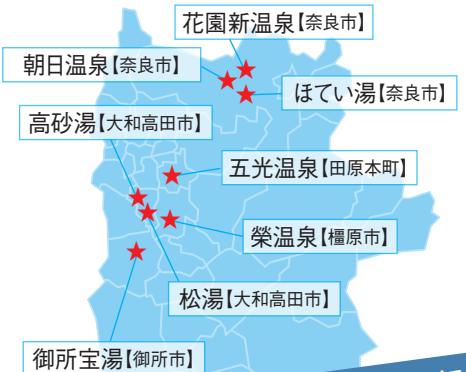 花園新温泉【奈良市】
朝日温泉【奈良市】
ほてい湯【奈良市】
高砂湯【大和高田市】
五光温泉【田原本町】
榮温泉【橿原市】
松湯【大和高田市】
御所宝湯【御所市】